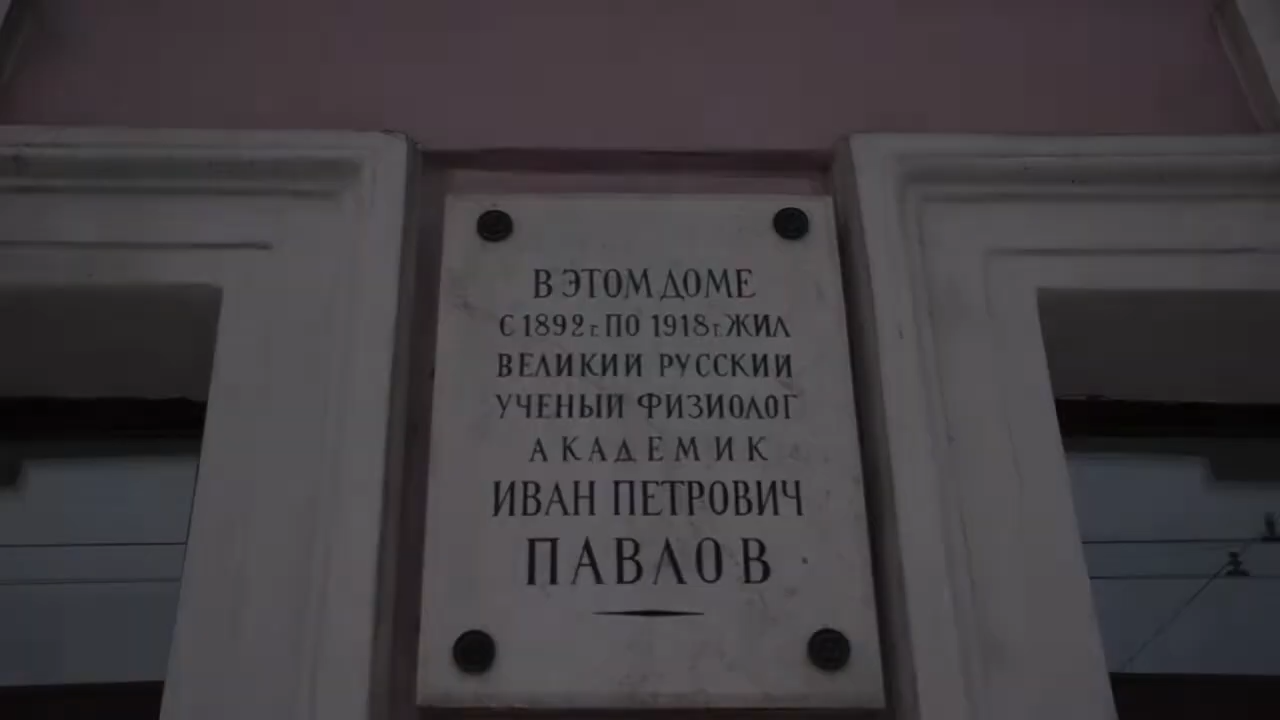 В ЭТОМ ДОМЕ
С 1892 г. ПО 1918 г. ЖИЛ
ВЕЛИКИЙ РУССКИЙ
УЧЕНЫЙ ФИЗИОЛОГ
АКАДЕМИК
ИВАН ПЕТРОВИЧ
ПАВЛОВ